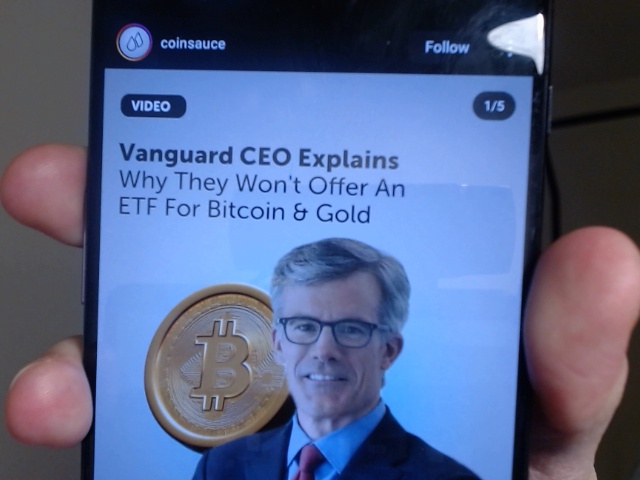 coinsauce
Follow
VIDEO
1/5
Vanguard CEO Explains
Why They Won't Offer An
ETF For Bitcoin & Gold